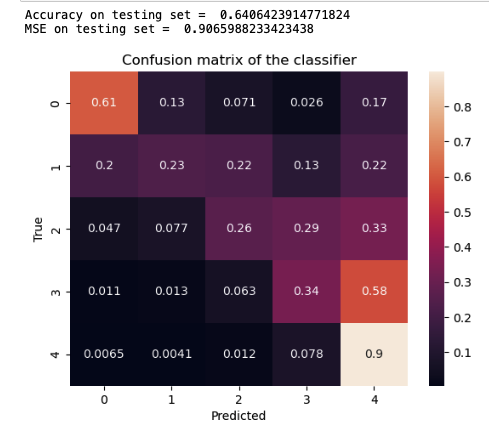 Accuracy on testing set =  0.6406423914771824
MSE on testing set =  0.9065988233423438
Confusion matrix of the classifier
0 0.61 0.13 0.071 0.026 0.17
1 0.2 0.23 0.22 0.13 0.22
2 0.047 0.077 0.26 0.29 0.33
3 0.011 0.013 0.063 0.34 0.58
4 0.0065 0.0041 0.012 0.078 0.9
0 1 2 3 4
True
Predicted
0.8
0.7
0.6
0.5
0.4
0.3
0.2
0.1